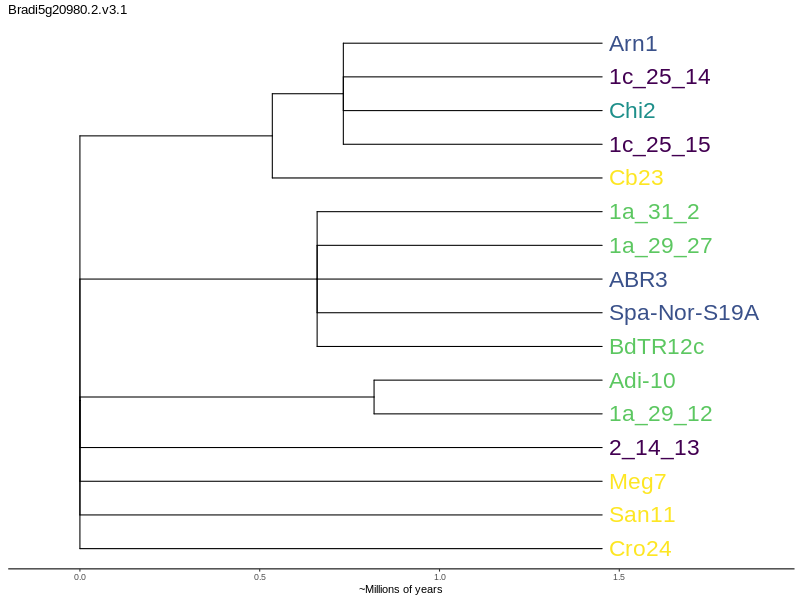 Bradi5g20980.2.v3.1
Arn1
1c_25_14
Chi2
1c_25_15
Cb23
1a_31_2
1a_29_27
ABR3
Spa-Nor-S19A
BdTR12c
Adi-10
1a_29_12
2_14_13
Meg7
San11
Cro24
0.0 0.5 1.0 1.5
~Millions of years